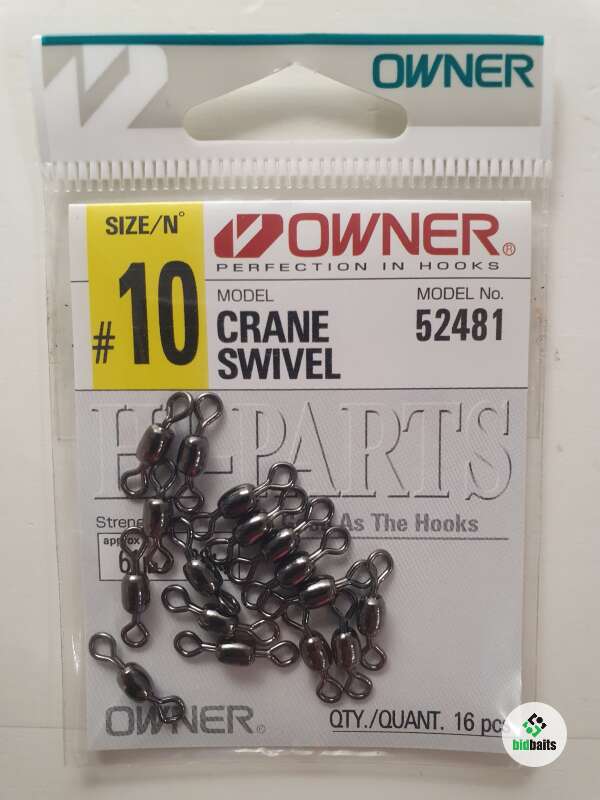 OWNER
SIZE/N°
#10
OWNER®
PERFECTION IN HOOKS
MODEL
CRANE
SWIVEL
MODEL No.
52481
PARTS
As The Hooks
approx
OWNER®
QTY./QUANT. 16 pcs
bidbaits